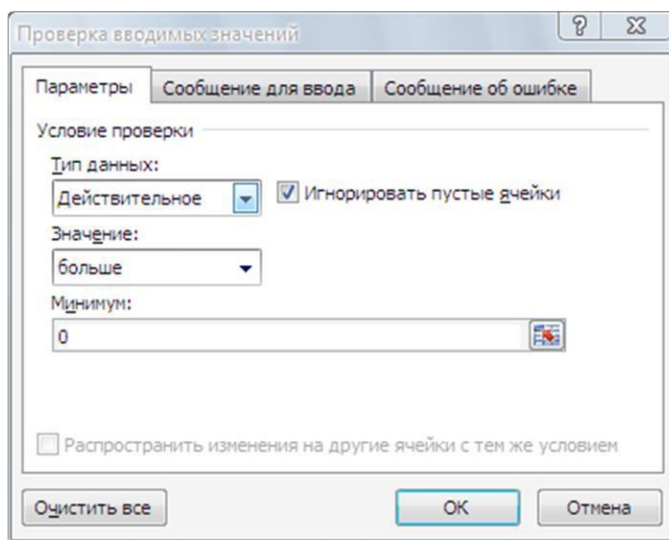 Проверка вводимых значений
Параметры Сообщение для ввода Сообщение об ошибке
Условие проверки
Тип данных:
Действительное Игнорировать пустые ячейки
Значение:
больше
Минимум:
0
Распространить изменения на другие ячейки с тем же условием
Очистить все ОК Отмена